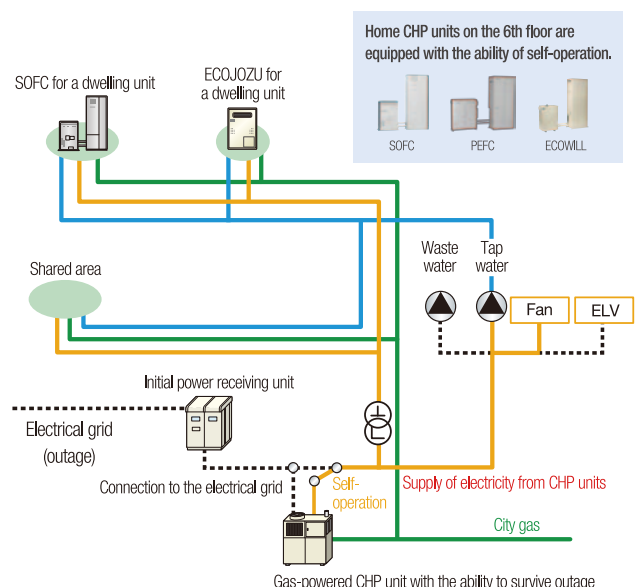 Home CHP units on the 6th floor are
equipped with the ability of self-operation.
SOFC
PEFC
ECOWILL
SOFC for a dwelling unit
ECOJOZU for
a dwelling unit
Shared area
Waste
water
Tap
water
Fan
ELV
Initial power receiving unit
Electrical grid
(outage)
Connection to the electrical grid
Self-
operation
Supply of electricity from CHP units
City gas
Gas-powered CHP unit with the ability to survive outage